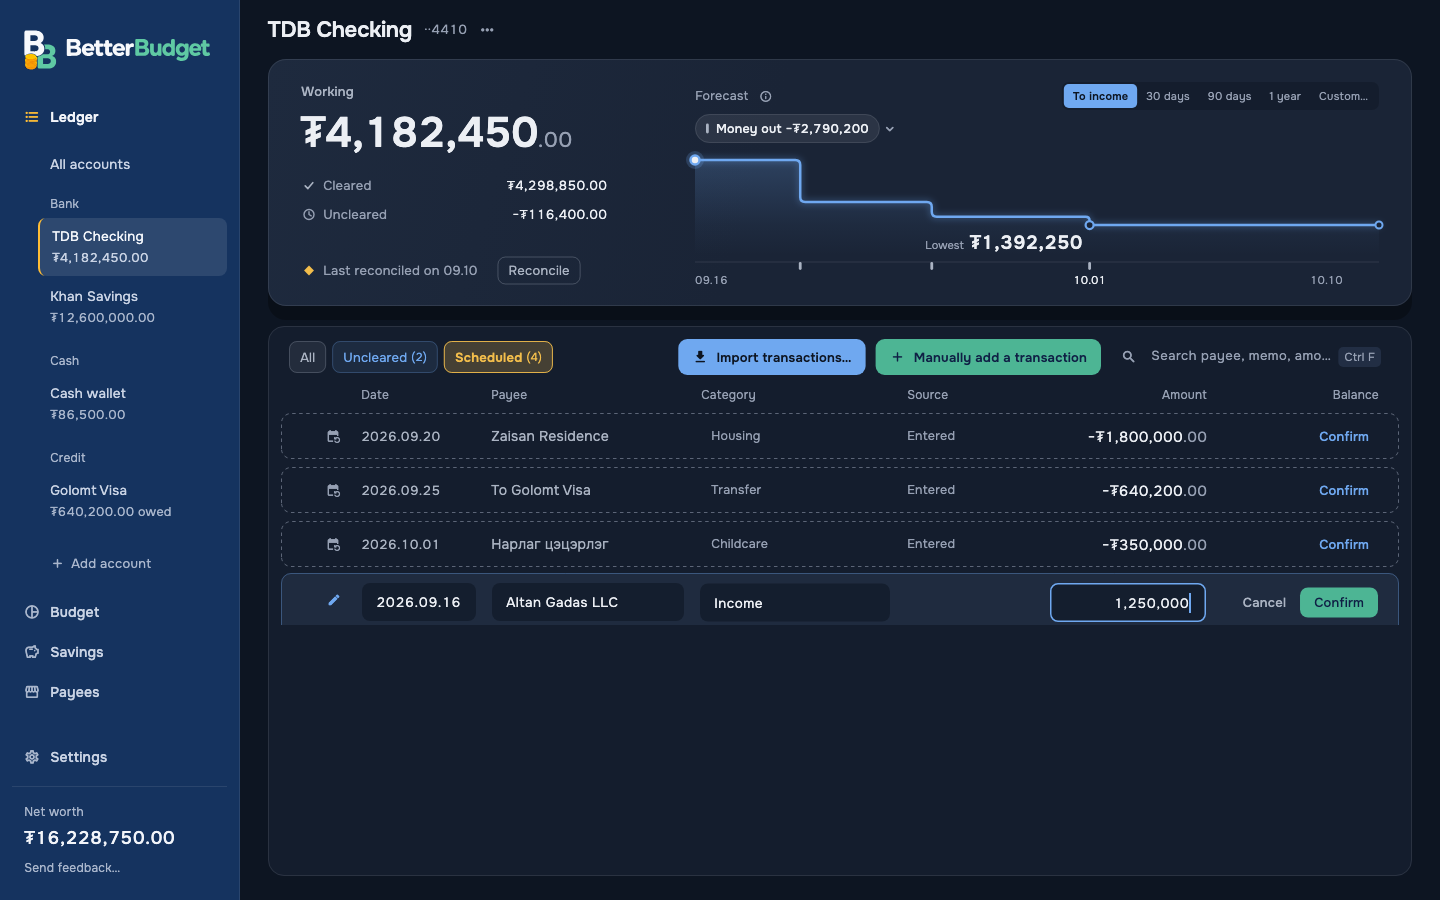 BetterBudget
Ledger
All accounts
Bank
TDB Checking
₮4,182,450.00
Khan Savings
₮12,600,000.00
Cash
Cash wallet
₮86,500.00
Credit
Golomt Visa
₮640,200.00 owed
+ Add account
Budget
Savings
Payees
Settings
Net worth
₮16,228,750.00
Send feedback...
TDB Checking ··4410 •••
Working
₮4,182,450.00
Cleared ₮4,298,850.00
Uncleared −₮116,400.00
Last reconciled on 09.10 Reconcile
Forecast
To income 30 days 90 days 1 year Custom...
Money out −₮2,790,200
Lowest ₮1,392,250
09.16 10.01 10.10
All Uncleared (2) Scheduled (4) Import transactions... + Manually add a transaction Search payee, memo, amo... Ctrl F
Date Payee Category Source Amount Balance
2026.09.20 Zaisan Residence Housing Entered −₮1,800,000.00 Confirm
2026.09.25 To Golomt Visa Transfer Entered −₮640,200.00 Confirm
2026.10.01 Нарлаг цэцэрлэг Childcare Entered −₮350,000.00 Confirm
2026.09.16 Altan Gadas LLC Income 1,250,000 Cancel Confirm